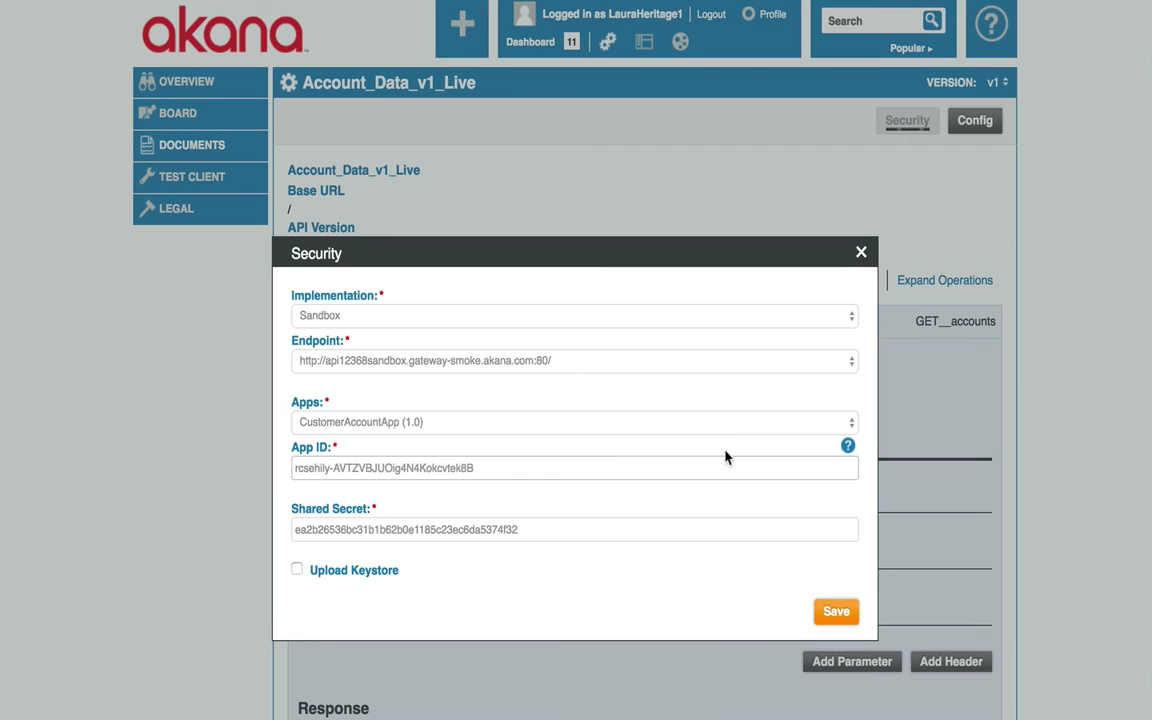 akana
Logged in as LauraHeritage1 Logout Profile
Dashboard 11
Search
Popular
?
OVERVIEW
BOARD
DOCUMENTS
TEST CLIENT
LEGAL
Account_Data_v1_Live
VERSION: v1
Security Config
Account_Data_v1_Live
Base URL
/
API Version
Expand Operations
GET__accounts
Security
Implementation:*
Sandbox
Endpoint:*
http://api12368sandbox.gateway-smoke.akana.com:80/
Apps:*
CustomerAccountApp (1.0)
App ID:* ?
rcsehily-AVTZVBJUOig4N4Kokcvtek8B
Shared Secret:*
ea2b26536bc31b1b62b0e1185c23ec6da5374f32
Upload Keystore
Save
Add Parameter Add Header
Response